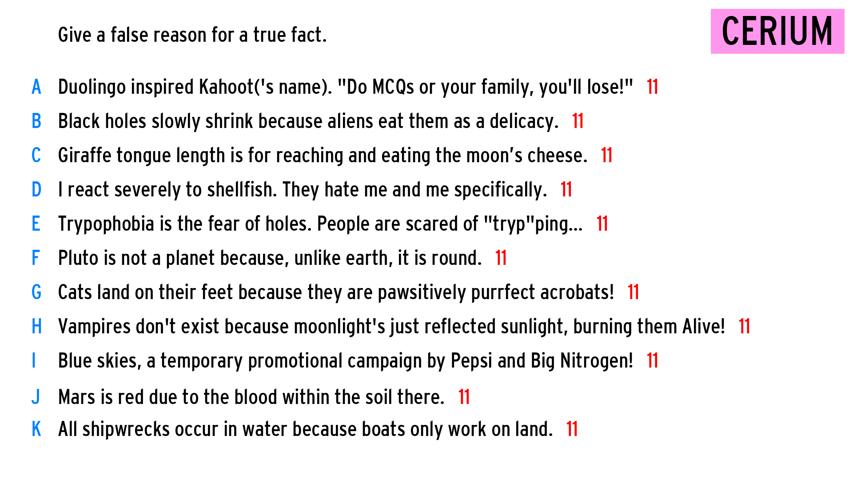 Give a false reason for a true fact.
CERIUM
A Duolingo inspired Kahoot('s name). "Do MCQs or your family, you'll lose!" 11
B Black holes slowly shrink because aliens eat them as a delicacy. 11
C Giraffe tongue length is for reaching and eating the moon's cheese. 11
D I react severely to shellfish. They hate me and me specifically. 11
E Trypophobia is the fear of holes. People are scared of "tryp"ping... 11
F Pluto is not a planet because, unlike earth, it is round. 11
G Cats land on their feet because they are pawsitively purrfect acrobats! 11
H Vampires don't exist because moonlight's just reflected sunlight, burning them Alive! 11
I Blue skies, a temporary promotional campaign by Pepsi and Big Nitrogen! 11
J Mars is red due to the blood within the soil there. 11
K All shipwrecks occur in water because boats only work on land. 11